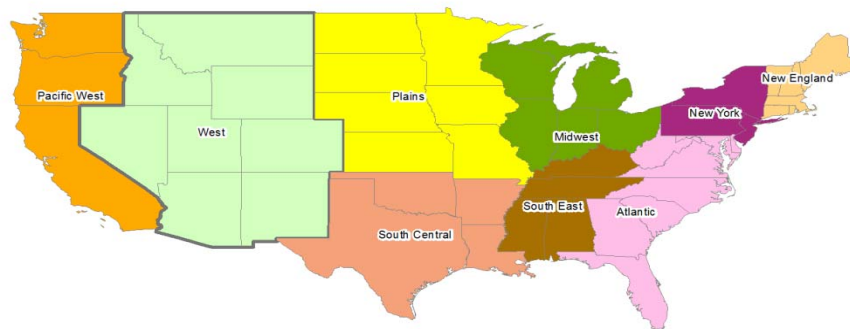 Pacific West
West
Plains
Midwest
New York
New England
South East
Atlantic
South Central